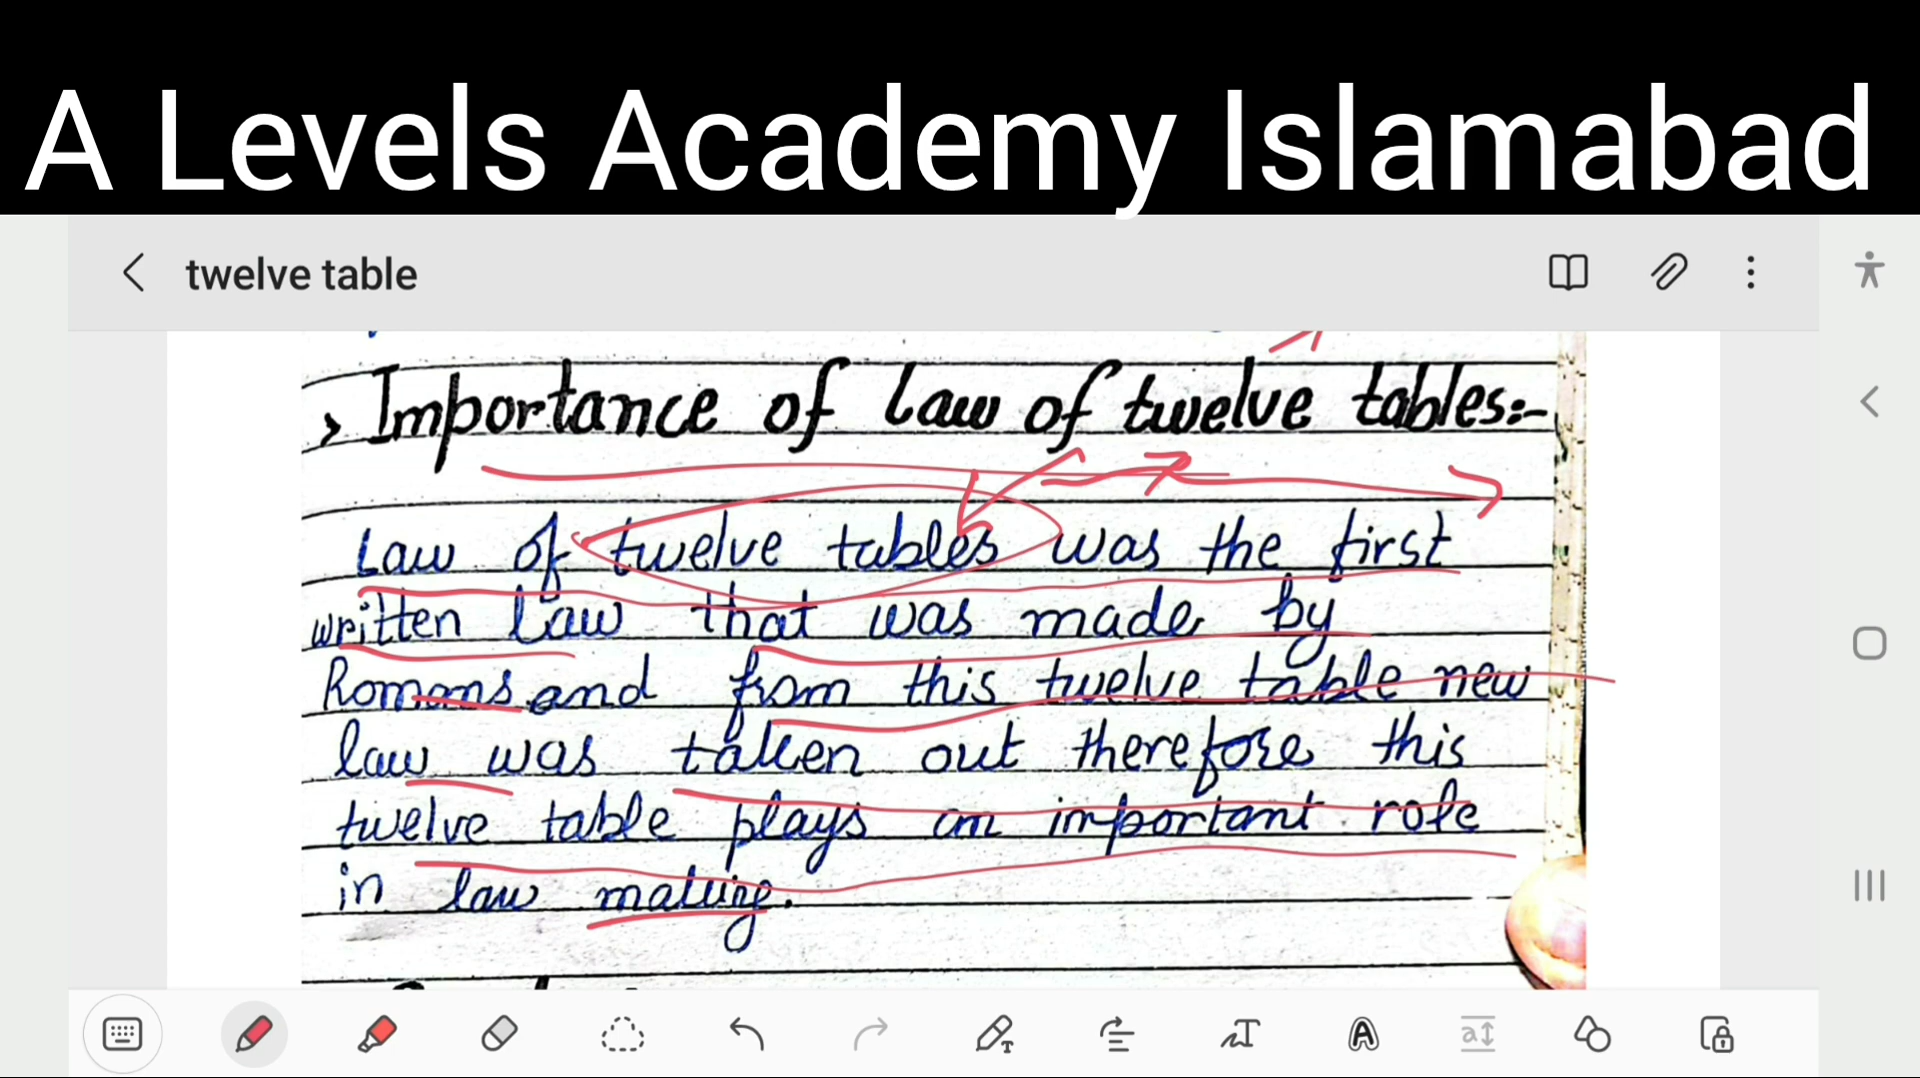 A Levels Academy Islamabad
twelve table
> Importance of law of twelve tables:-
Law of twelve tables was the first
written law that was made by
Romans and from this twelve table new
law was taken out therefore this
twelve table plays an important role
in law making.